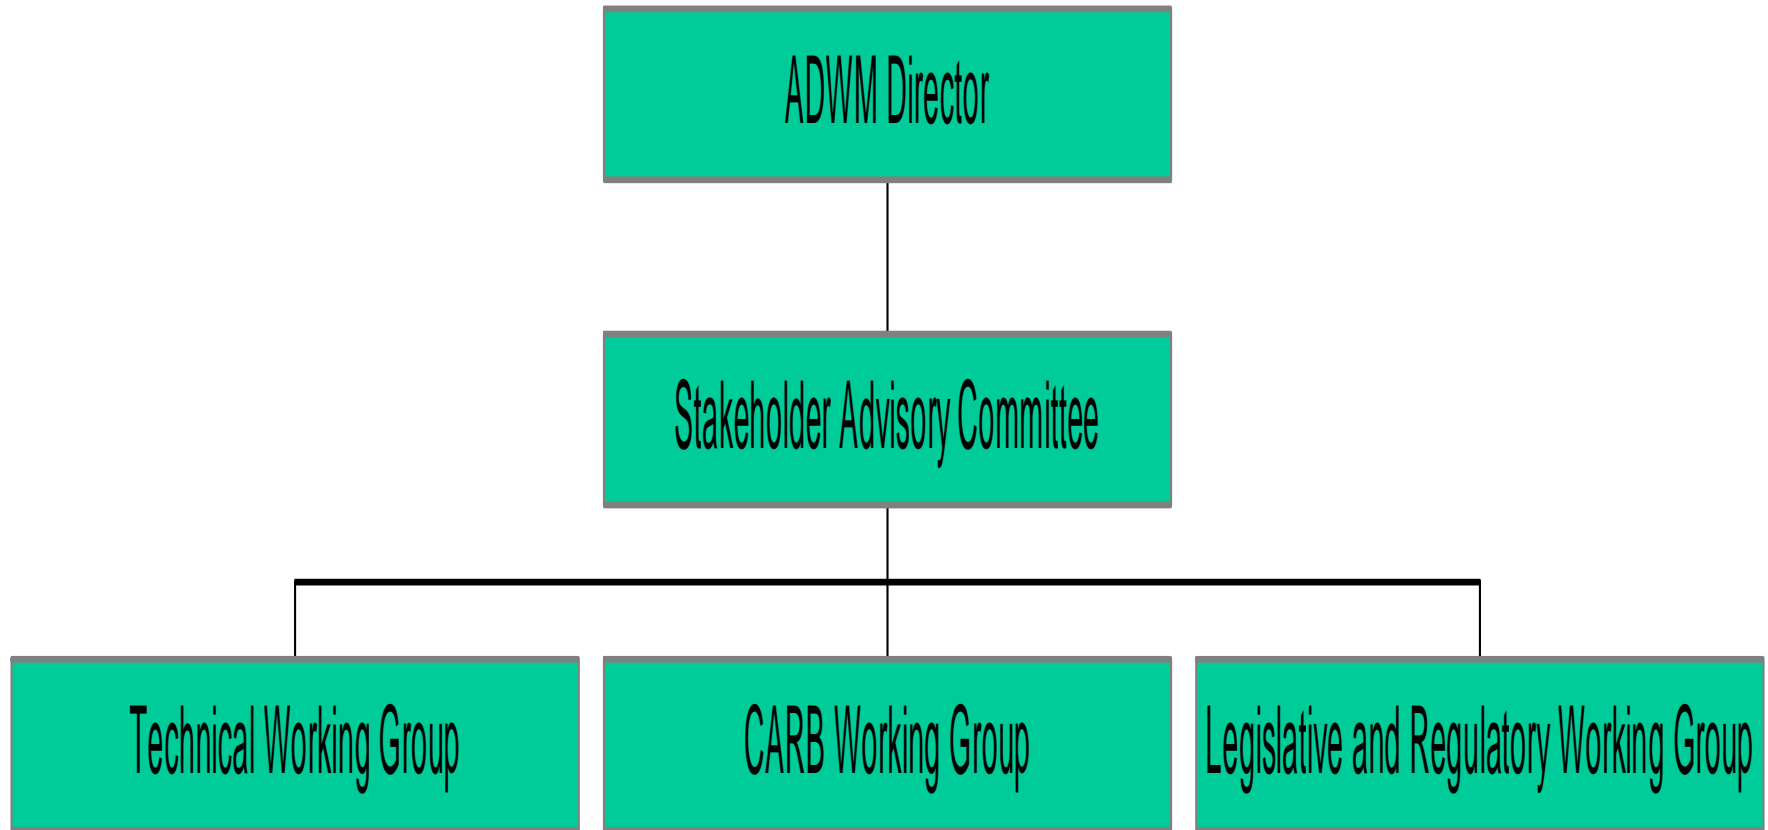 ADWM Director
Stakeholder Advisory Committee
Technical Working Group
CARB Working Group
Legislative and Regulatory Working Group